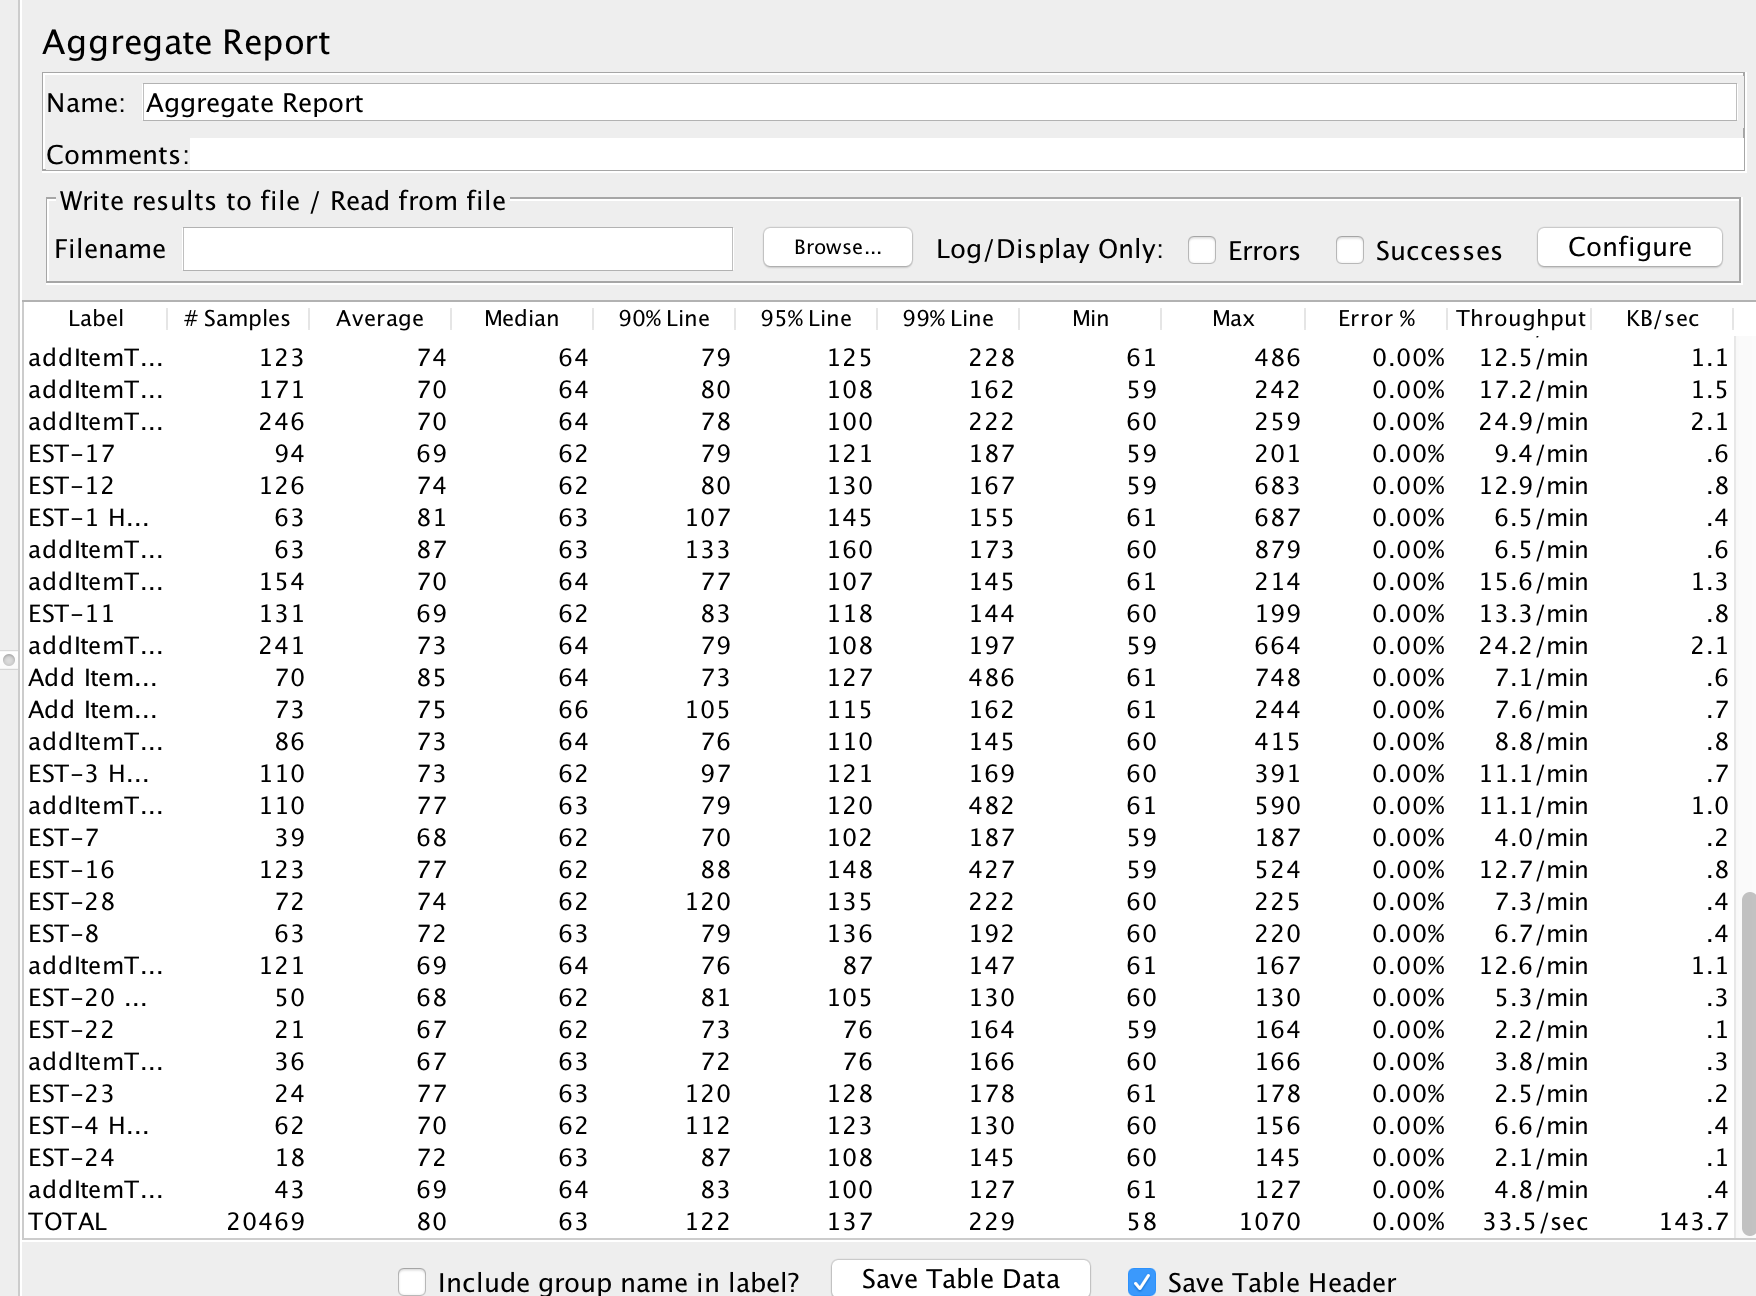 Aggregate Report
Name: Aggregate Report
Comments:
Write results to file / Read from file
Filename Browse... Log/Display Only: Errors Successes Configure
Label # Samples Average Median 90% Line 95% Line 99% Line Min Max Error % Throughput KB/sec
addItemT... 123 74 64 79 125 228 61 486 0.00% 12.5/min 1.1
addItemT... 171 70 64 80 108 162 59 242 0.00% 17.2/min 1.5
addItemT... 246 70 64 78 100 222 60 259 0.00% 24.9/min 2.1
EST-17 94 69 62 79 121 187 59 201 0.00% 9.4/min .6
EST-12 126 74 62 80 130 167 59 683 0.00% 12.9/min .8
EST-1 H... 63 81 63 107 145 155 61 687 0.00% 6.5/min .4
addItemT... 63 87 63 133 160 173 60 879 0.00% 6.5/min .6
addItemT... 154 70 64 77 107 145 61 214 0.00% 15.6/min 1.3
EST-11 131 69 62 83 118 144 60 199 0.00% 13.3/min .8
addItemT... 241 73 64 79 108 197 59 664 0.00% 24.2/min 2.1
Add Item... 70 85 64 73 127 486 61 748 0.00% 7.1/min .6
Add Item... 73 75 66 105 115 162 61 244 0.00% 7.6/min .7
addItemT... 86 73 64 76 110 145 60 415 0.00% 8.8/min .8
EST-3 H... 110 73 62 97 121 169 60 391 0.00% 11.1/min .7
addItemT... 110 77 63 79 120 482 61 590 0.00% 11.1/min 1.0
EST-7 39 68 62 70 102 187 59 187 0.00% 4.0/min .2
EST-16 123 77 62 88 148 427 59 524 0.00% 12.7/min .8
EST-28 72 74 62 120 135 222 60 225 0.00% 7.3/min .4
EST-8 63 72 63 79 136 192 60 220 0.00% 6.7/min .4
addItemT... 121 69 64 76 87 147 61 167 0.00% 12.6/min 1.1
EST-20 ... 50 68 62 81 105 130 60 130 0.00% 5.3/min .3
EST-22 21 67 62 73 76 164 59 164 0.00% 2.2/min .1
addItemT... 36 67 63 72 76 166 60 166 0.00% 3.8/min .3
EST-23 24 77 63 120 128 178 61 178 0.00% 2.5/min .2
EST-4 H... 62 70 62 112 123 130 60 156 0.00% 6.6/min .4
EST-24 18 72 63 87 108 145 60 145 0.00% 2.1/min .1
addItemT... 43 69 64 83 100 127 61 127 0.00% 4.8/min .4
TOTAL 20469 80 63 122 137 229 58 1070 0.00% 33.5/sec 143.7
Include group name in label? Save Table Data Save Table Header